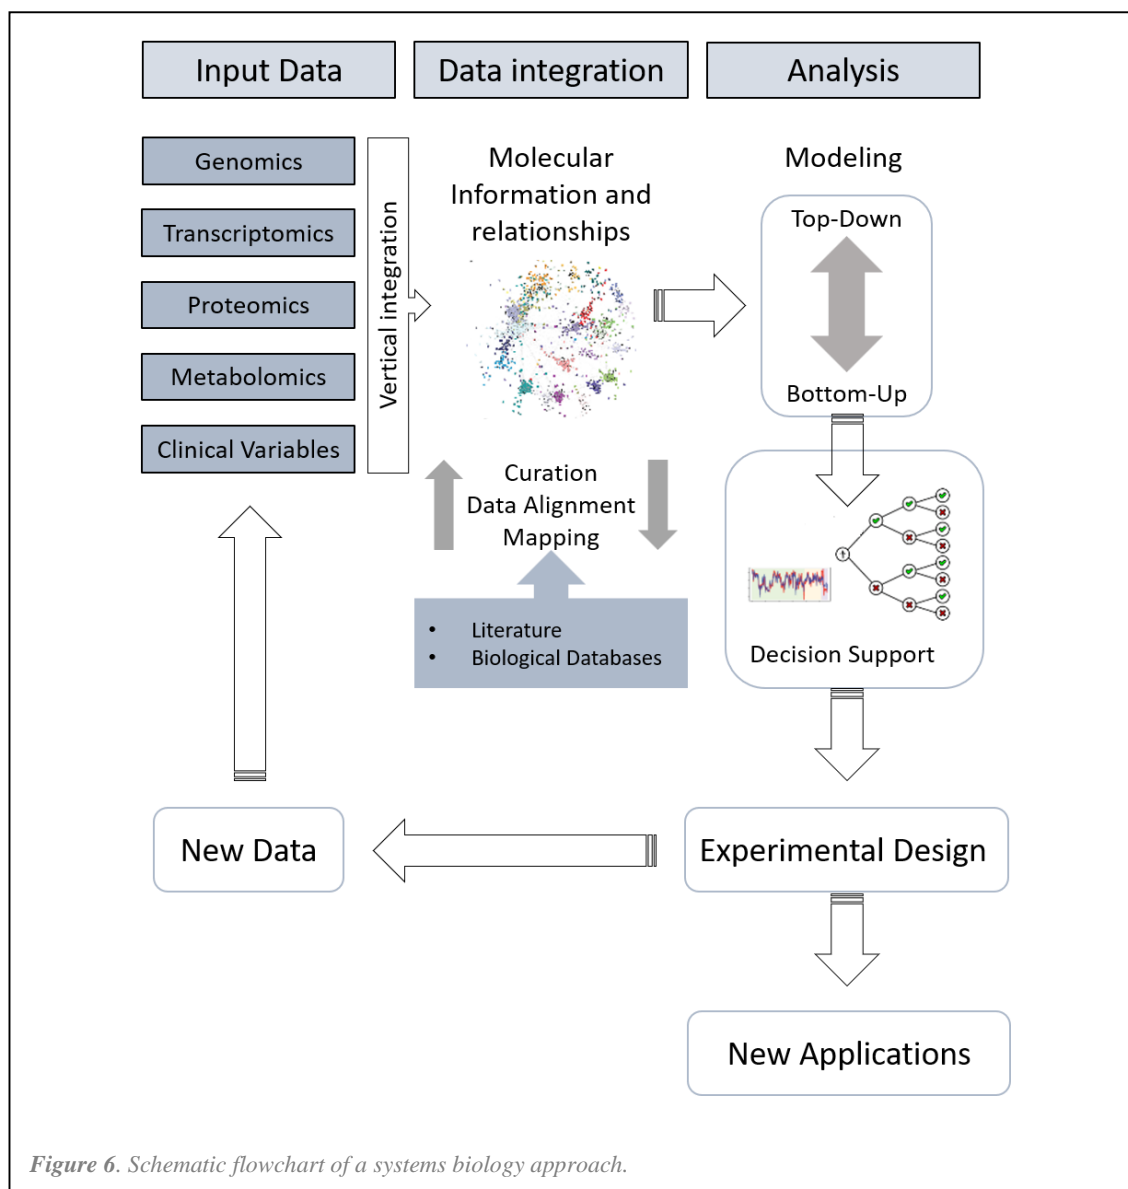 Input Data
Data integration
Analysis
Genomics
Transcriptomics
Proteomics
Metabolomics
Clinical Variables
Vertical integration
Molecular
Information and
relationships
Curation
Data Alignment
Mapping
• Literature
• Biological Databases
Modeling
Top-Down
Bottom-Up
Decision Support
New Data
Experimental Design
New Applications
Figure 6. Schematic flowchart of a systems biology approach.